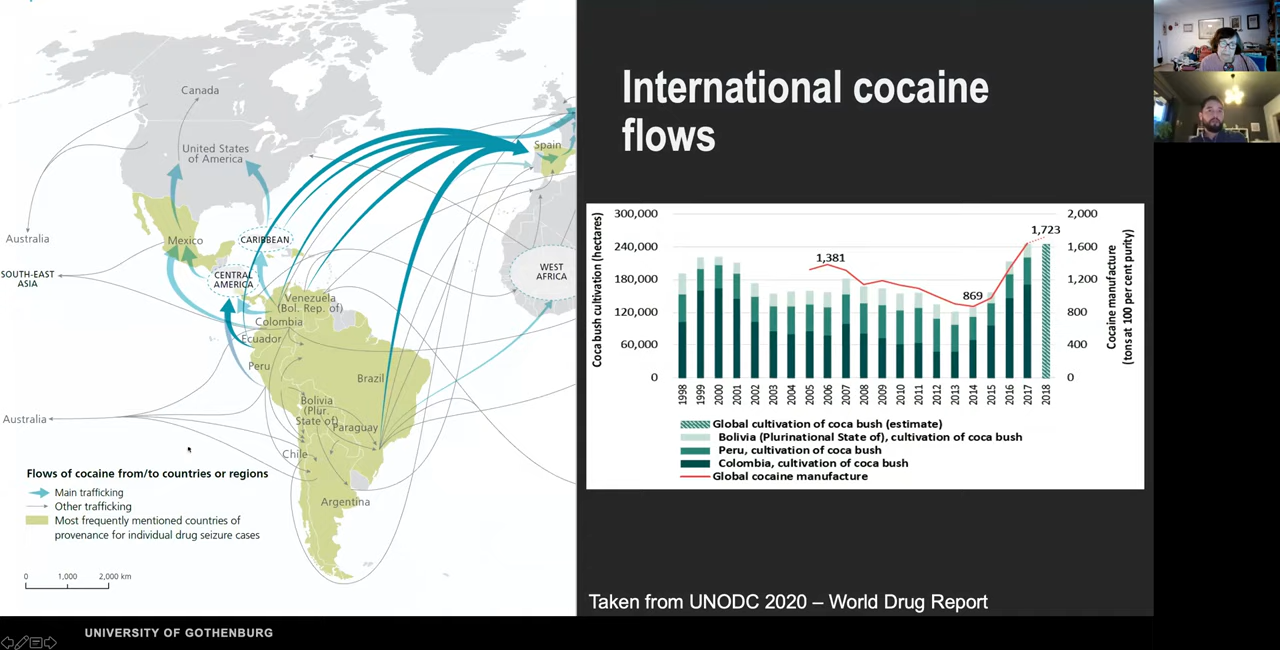 Canada
United States
of America
Spain
Australia
Mexico
CARIBBEAN
SOUTH-EAST
ASIA
CENTRAL
AMERICA
WEST
AFRICA
Venezuela
(Bol. Rep. of)
Colombia
Ecuador
Peru
Brazil
Bolivia
(Plur.
State of)
Paraguay
Australia
Chile
Argentina
Flows of cocaine from/to countries or regions
Main trafficking
Other trafficking
Most frequently mentioned countries of
provenance for individual drug seizure cases
0 1,000 2,000 km
International cocaine
flows
Coca bush cultivation (hectares)
300,000
240,000
180,000
120,000
60,000
0
1,381
869
1,723
2,000
1,600
1,200
800
400
0
Cocaine manufacture
(tons at 100 per cent purity)
1998 1999 2000 2001 2002 2003 2004 2005 2006 2007 2008 2009 2010 2011 2012 2013 2014 2015 2016 2017 2018
Global cultivation of coca bush (estimate)
Bolivia (Plurinational State of), cultivation of coca bush
Peru, cultivation of coca bush
Colombia, cultivation of coca bush
Global cocaine manufacture
Taken from UNODC 2020 – World Drug Report
UNIVERSITY OF GOTHENBURG